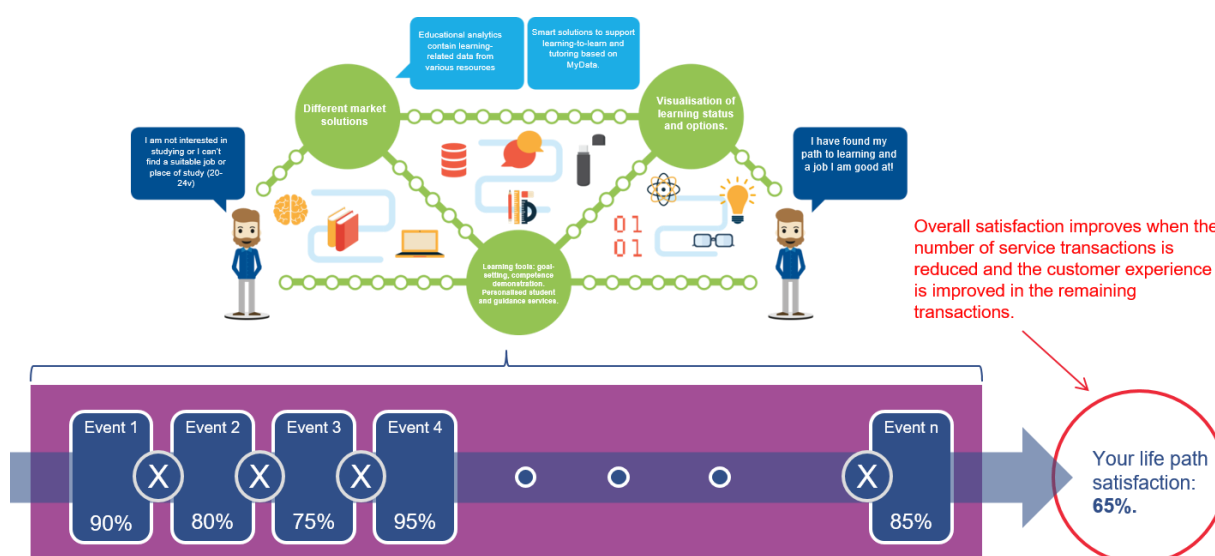 Educational analytics
contain learning-
related data from
various resources
Smart solutions to support
learning-to-learn and
tutoring based on
MyData.
Different market
solutions
Visualisation of
learning status
and options.
I am not interested in
studying or I can't
find a suitable job or
place of study (20-
24v)
I have found my
path to learning and
a job I am good at!
01
01
Learning tools: goal-
setting, competence
demonstration.
Personalised student
and guidance services.
Overall satisfaction improves when the
number of service transactions is
reduced and the customer experience
is improved in the remaining
transactions.
Event 1
Event 2
Event 3
Event 4
Event n
X
X
X
X
90%
80%
75%
95%
85%
Your life path
satisfaction:
65%.